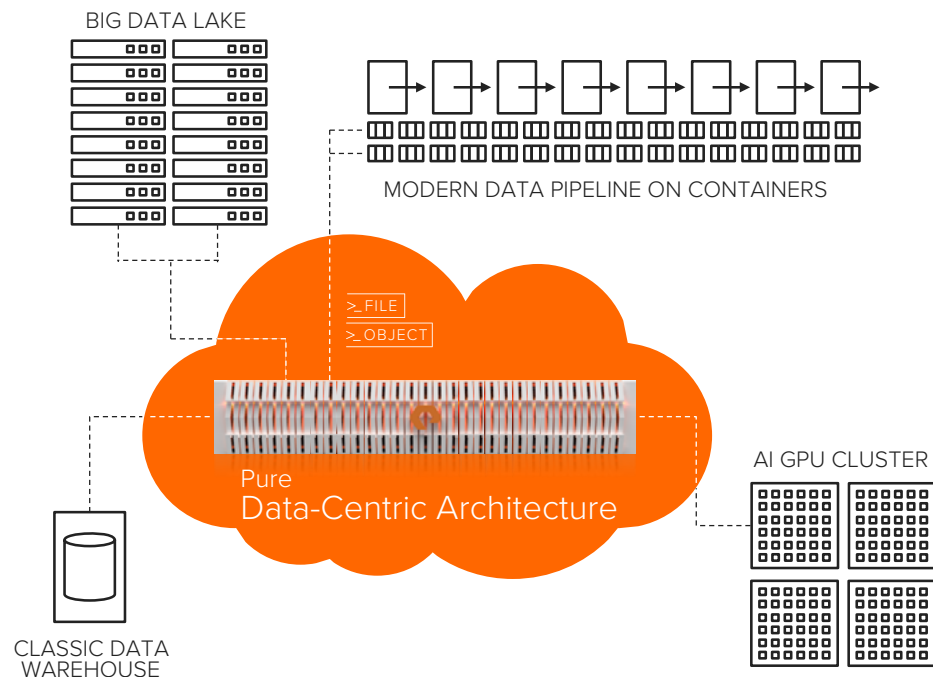 BIG DATA LAKE
MODERN DATA PIPELINE ON CONTAINERS
>_FILE
>_OBJECT
Pure
Data-Centric Architecture
AI GPU CLUSTER
CLASSIC DATA
WAREHOUSE